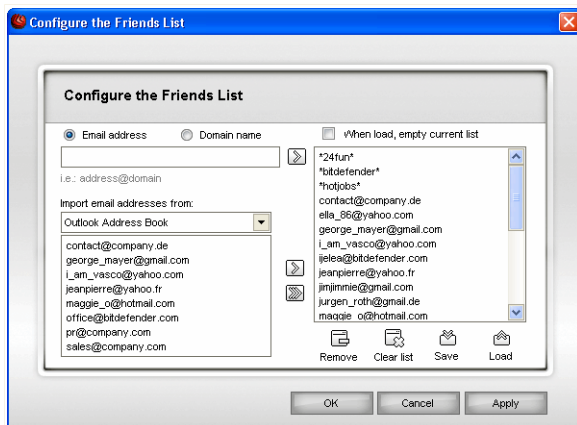 Configure the Friends List
Configure the Friends List
Email address
Domain name
When load, empty current list
i.e.: address@domain
Import email addresses from:
Outlook Address Book
contact@company.de
george_mayer@gmail.com
i_am_vasco@yahoo.com
jeanpierre@yahoo.fr
maggie_o@hotmail.com
office@bitdefender.com
pr@company.com
sales@company.com
*24fun*
*bitdefender*
*hotjobs*
contact@company.de
ella_86@yahoo.com
george_mayer@gmail.com
i_am_vasco@yahoo.com
ijelea@bitdefender.com
jeanpierre@yahoo.fr
jimjimmie@gmail.com
jurgen_roth@gmail.de
maggie_o@hotmail.com
Remove
Clear list
Save
Load
OK
Cancel
Apply